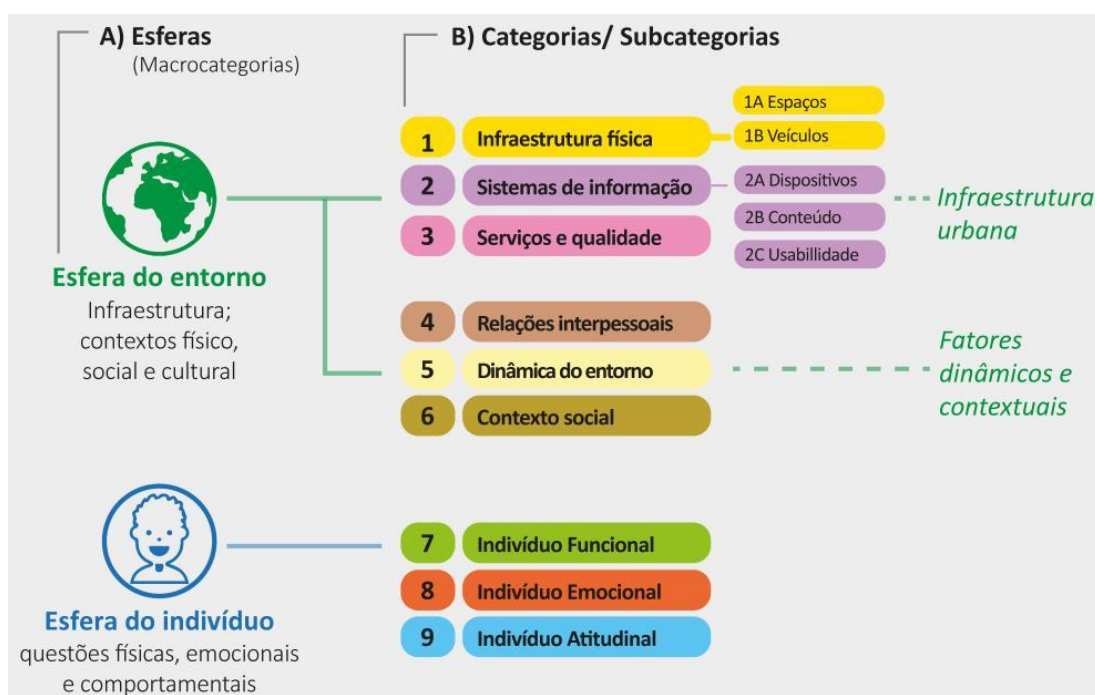 A) Esferas
(Macrocategorias)
B) Categorias/ Subcategorias
Esfera do entorno
Infraestrutura;
contextos físico,
social e cultural
1 Infraestrutura física
1A Espaços
1B Veículos
2 Sistemas de informação
2A Dispositivos
2B Conteúdo
2C Usabillidade
3 Serviços e qualidade
Infraestrutura
urbana
4 Relações interpessoais
5 Dinâmica do entorno
6 Contexto social
Fatores
dinâmicos e
contextuais
Esfera do indivíduo
questões físicas, emocionais
e comportamentais
7 Indivíduo Funcional
8 Indivíduo Emocional
9 Indivíduo Atitudinal